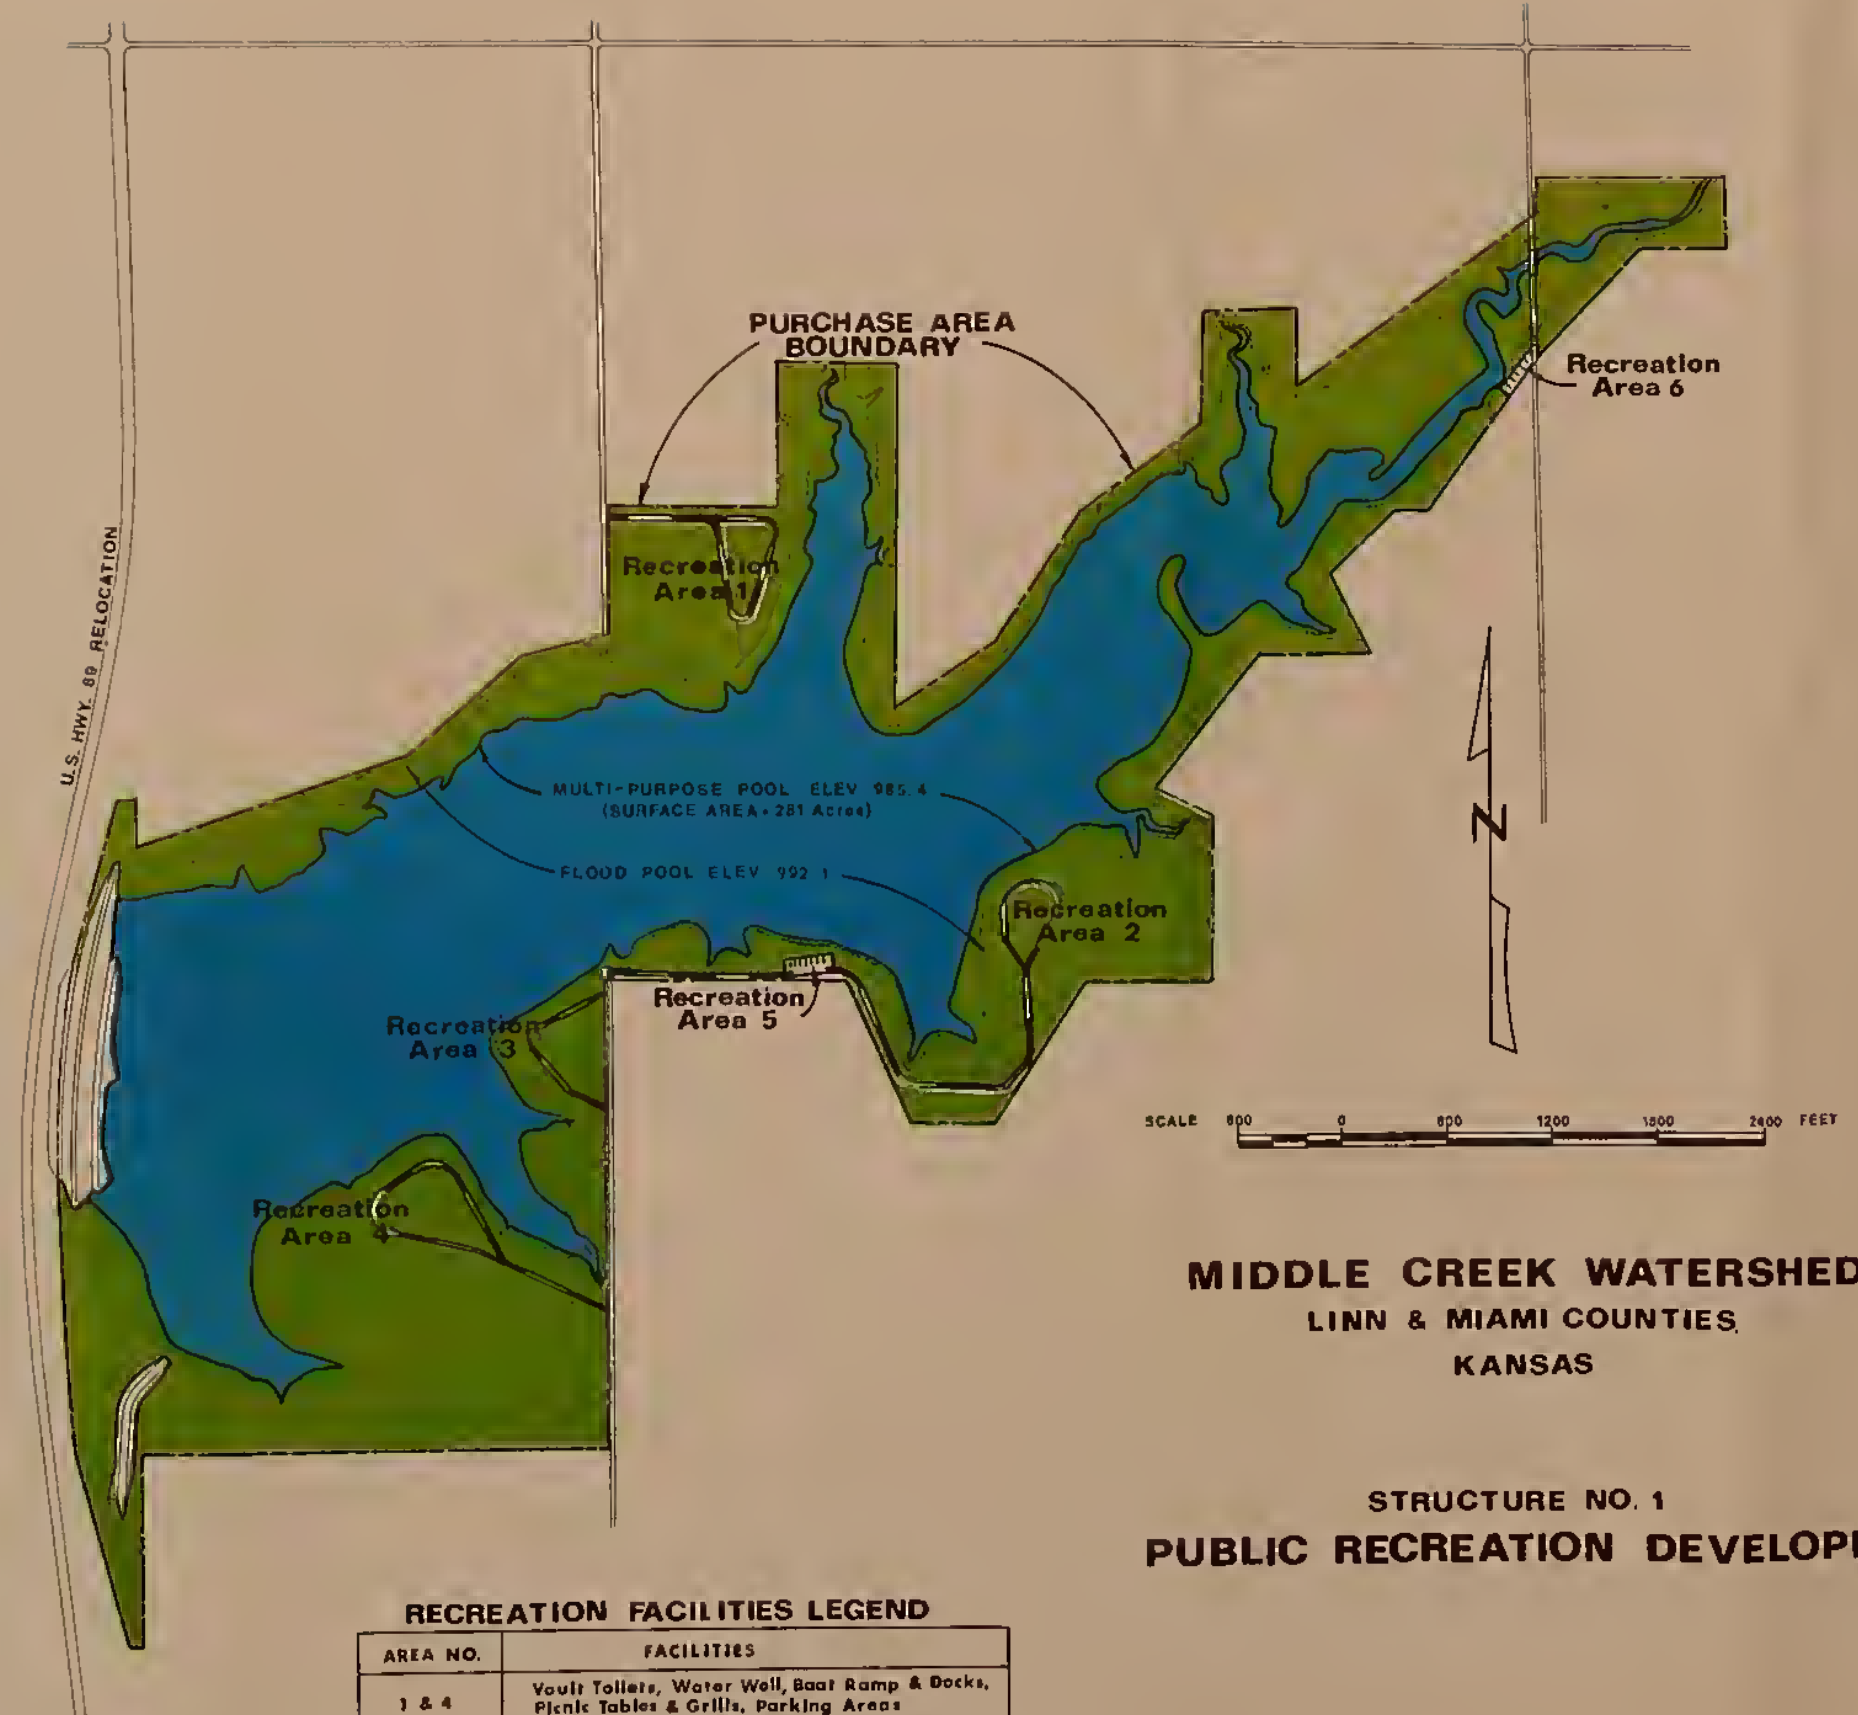 PURCHASE AREA
BOUNDARY
Recreation
Area 6
U.S. HWY. 69 RELOCATION
Recreation
Area 1
MULTI-PURPOSE POOL ELEV 985.4
(SURFACE AREA • 281 Acres)
FLOOD POOL ELEV 992.1
Recreation
Area 2
N
Recreation
Area 5
Recreation
Area 3
SCALE 600 0 600 1200 1800 2400 FEET
Recreation
Area 4
MIDDLE CREEK WATERSHED
LINN & MIAMI COUNTIES,
KANSAS
STRUCTURE NO. 1
PUBLIC RECREATION DEVELOP
RECREATION FACILITIES LEGEND
AREA NO. FACILITIES
1 & 4 Vault Toilets, Water Well, Boat Ramp & Docks,
Picnic Tables & Grills, Parking Areas